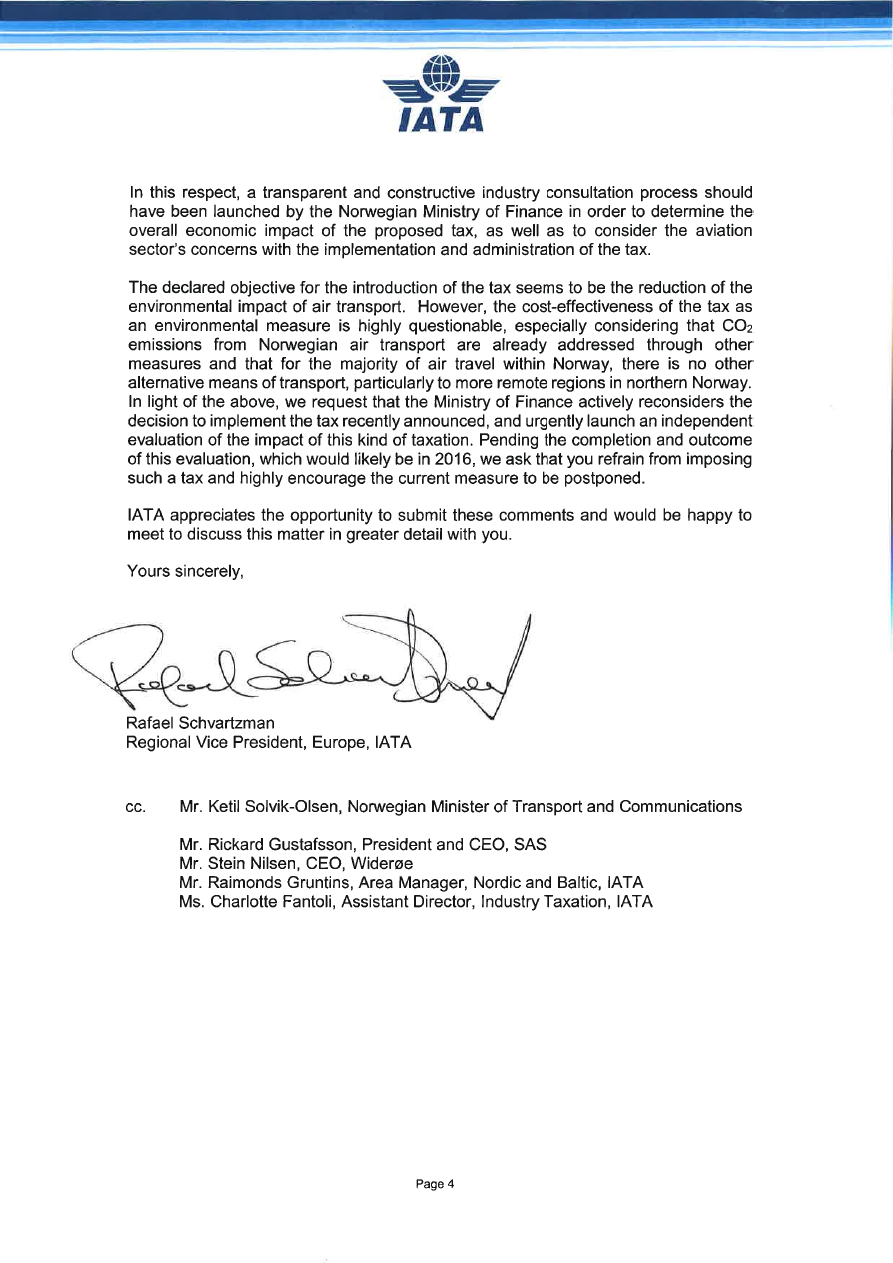 IATA
In this respect, a transparent and constructive industry consultation process should
have been launched by the Norwegian Ministry of Finance in order to determine the
overall economic impact of the proposed tax, as well as to consider the aviation
sector's concerns with the implementation and administration of the tax.
The declared objective for the introduction of the tax seems to be the reduction of the
environmental impact of air transport. However, the cost-effectiveness of the tax as
an environmental measure is highly questionable, especially considering that CO₂
emissions from Norwegian air transport are already addressed through other
measures and that for the majority of air travel within Norway, there is no other
alternative means of transport, particularly to more remote regions in northern Norway.
In light of the above, we request that the Ministry of Finance actively reconsiders the
decision to implement the tax recently announced, and urgently launch an independent
evaluation of the impact of this kind of taxation. Pending the completion and outcome
of this evaluation, which would likely be in 2016, we ask that you refrain from imposing
such a tax and highly encourage the current measure to be postponed.
IATA appreciates the opportunity to submit these comments and would be happy to
meet to discuss this matter in greater detail with you.
Yours sincerely,
Rafael Schvartzman
Regional Vice President, Europe, IATA
cc. Mr. Ketil Solvik-Olsen, Norwegian Minister of Transport and Communications
Mr. Rickard Gustafsson, President and CEO, SAS
Mr. Stein Nilsen, CEO, Widerøe
Mr. Raimonds Gruntins, Area Manager, Nordic and Baltic, IATA
Ms. Charlotte Fantoli, Assistant Director, Industry Taxation, IATA
Page 4